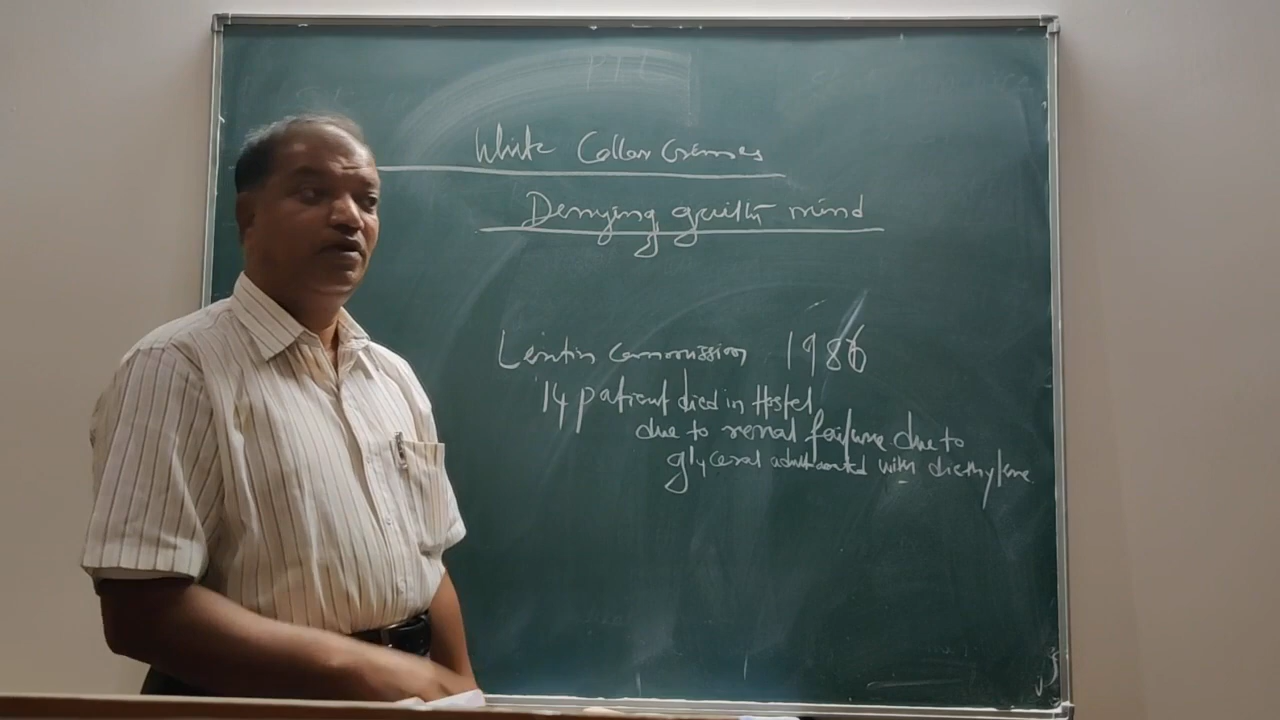 White Collar Crimes
Denying guilty mind
Lentin commission 1986
14 patient died in Hostel
due to renal failure due to
glyceral adulterated with diethylene